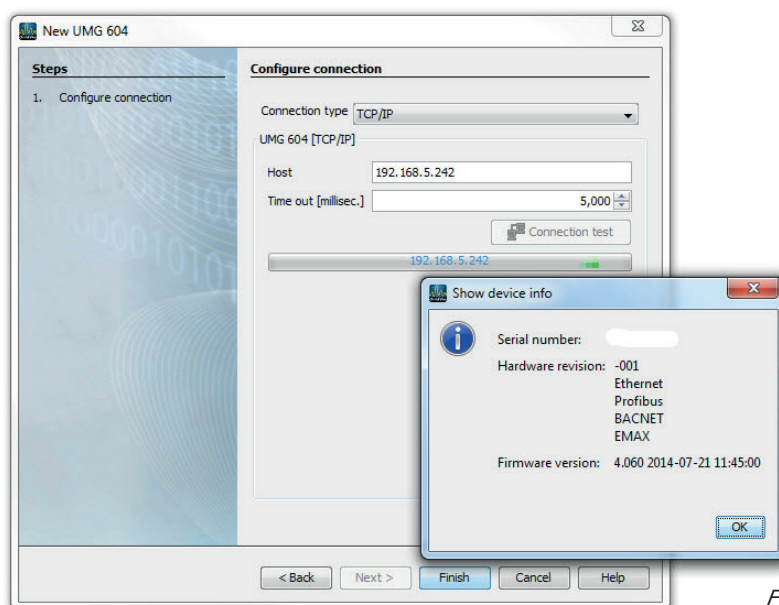 New UMG 604
Steps
1. Configure connection
Configure connection
Connection type TCP/IP
UMG 604 [TCP/IP]
Host 192.168.5.242
Time out [millisec.] 5,000
Connection test
192.168.5.242
Show device info
Serial number:
Hardware revision: -001
Ethernet
Profibus
BACNET
EMAX
Firmware version: 4.060 2014-07-21 11:45:00
OK
< Back Next > Finish Cancel Help